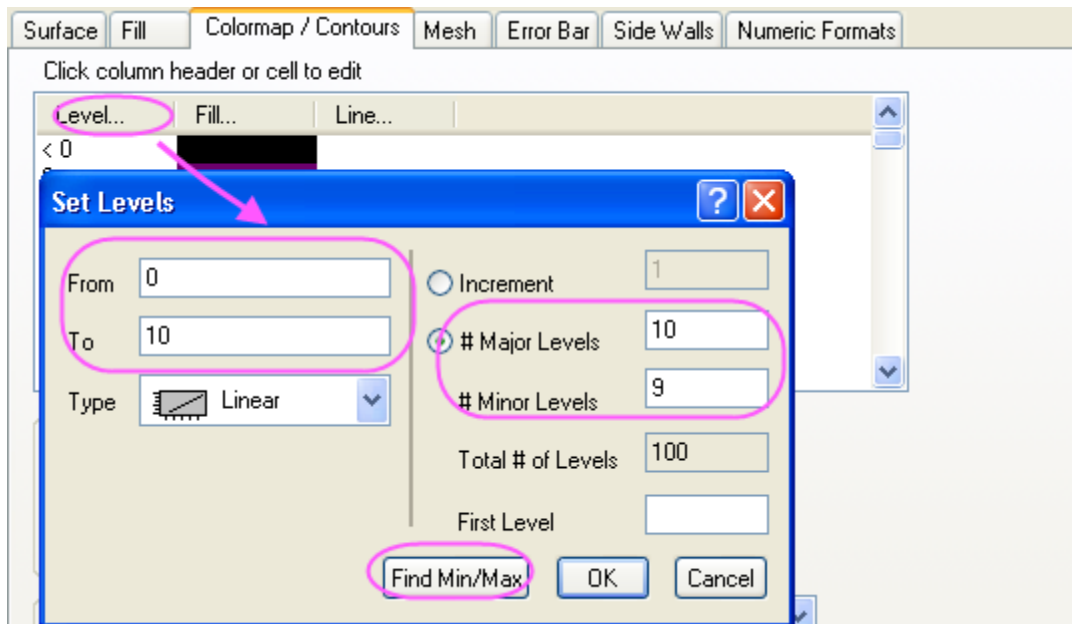 Surface Fill Colormap / Contours Mesh Error Bar Side Walls Numeric Formats
Click column header or cell to edit
Level... Fill... Line...
< 0
Set Levels
From 0
To 10
Type Linear
Increment 1
# Major Levels 10
# Minor Levels 9
Total # of Levels 100
First Level
Find Min/Max OK Cancel